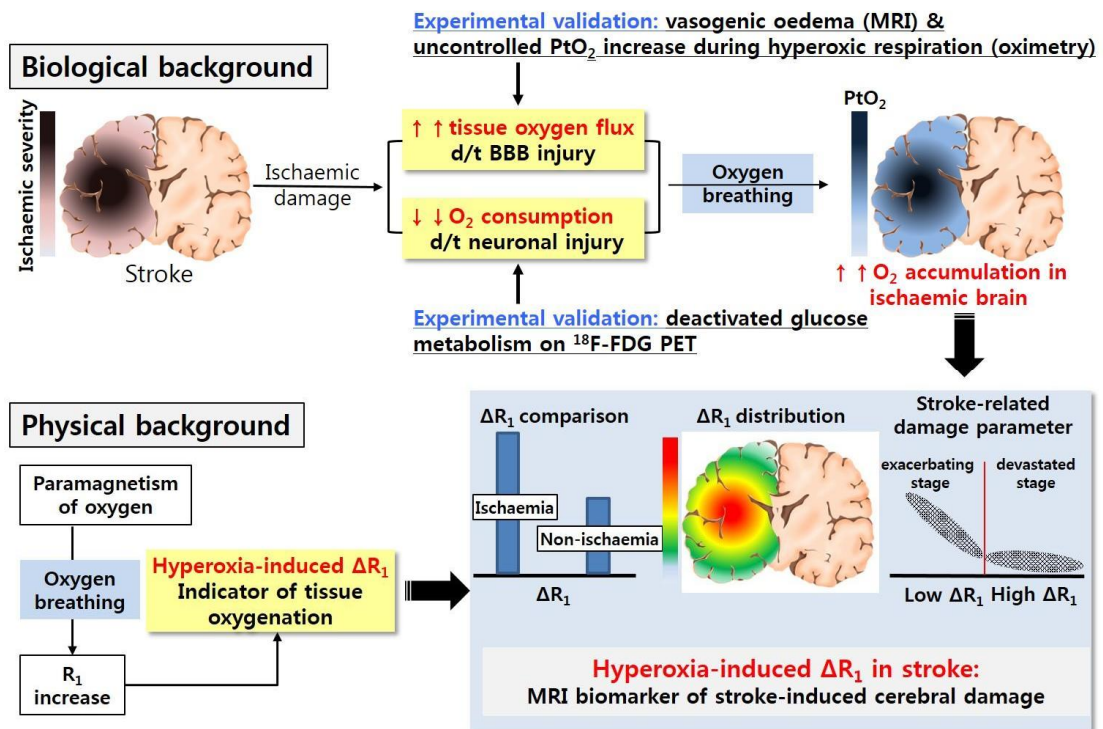 Experimental validation: vasogenic oedema (MRI) &
uncontrolled PtO₂ increase during hyperoxic respiration (oximetry)
Biological background
Ischaemic severity
Stroke
Ischaemic
damage
↑ ↑ tissue oxygen flux
d/t BBB injury
↓ ↓ O₂ consumption
d/t neuronal injury
Oxygen
breathing
PtO₂
↑ ↑ O₂ accumulation in
ischaemic brain
Experimental validation: deactivated glucose
metabolism on ¹⁸F-FDG PET
Physical background
Paramagnetism
of oxygen
Oxygen
breathing
R₁
increase
Hyperoxia-induced ΔR₁
Indicator of tissue
oxygenation
ΔR₁ comparison
Ischaemia
Non-ischaemia
ΔR₁
ΔR₁ distribution
Stroke-related
damage parameter
exacerbating
stage
devastated
stage
Low ΔR₁ High ΔR₁
Hyperoxia-induced ΔR₁ in stroke:
MRI biomarker of stroke-induced cerebral damage